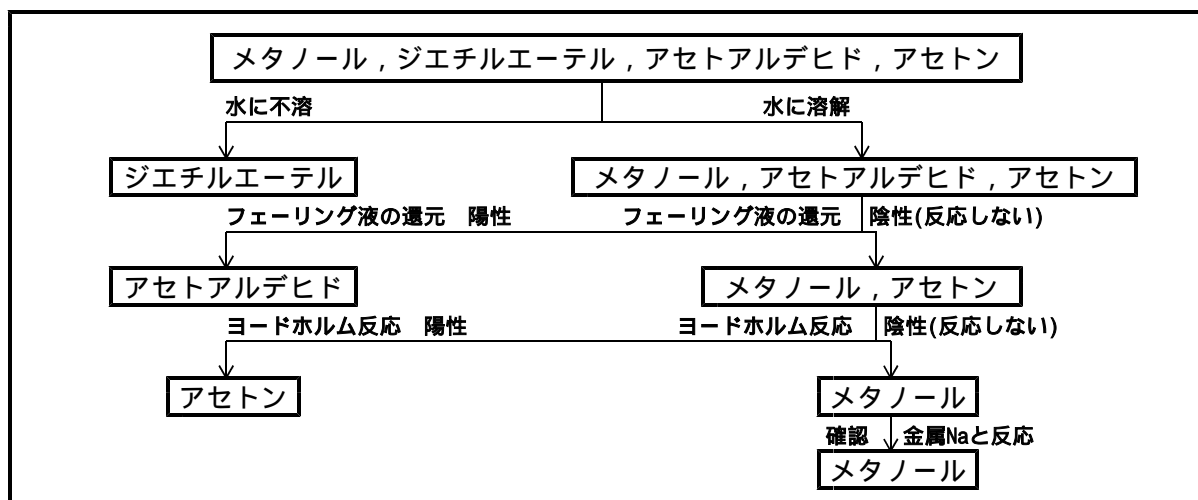 メタノール，ジエチルエーテル，アセトアルデヒド，アセトン
水に不溶　水に溶解
ジエチルエーテル　メタノール，アセトアルデヒド，アセトン
フェーリング液の還元　陽性　フェーリング液の還元　陰性(反応しない)
アセトアルデヒド　メタノール，アセトン
ヨードホルム反応　陽性　ヨードホルム反応　陰性(反応しない)
アセトン　メタノール
確認　金属Naと反応
メタノール